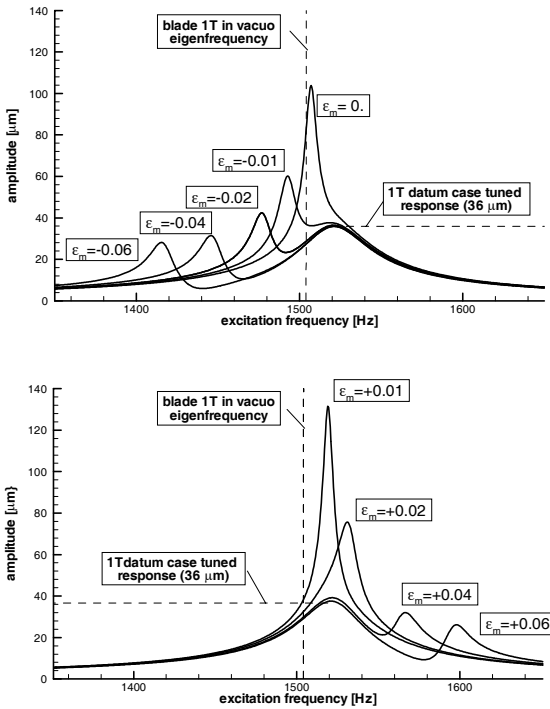 140
120
100
80
60
40
20
0
amplitude [μm]
blade 1T in vacuo
eigenfrequency
εm= 0.
εm=-0.01
εm=-0.02
εm=-0.04
εm=-0.06
1T datum case tuned
response (36 μm)
1400
1500
1600
excitation frequency [Hz]
140
120
100
80
60
40
20
0
amplitude [μm}
blade 1T in vacuo
eigenfrequency
εm=+0.01
εm=+0.02
1Tdatum case tuned
response (36 μm)
εm=+0.04
εm=+0.06
1400
1500
1600
excitation frequency [Hz]